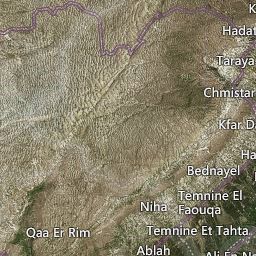 K
Hadat
Taraya
Chmistar
Kfar D
Ha
Bednayel
Temnine El
Faouqa
Niha
Temnine Et Tahta
Qaa Er Rim
Ablah
Ali En N